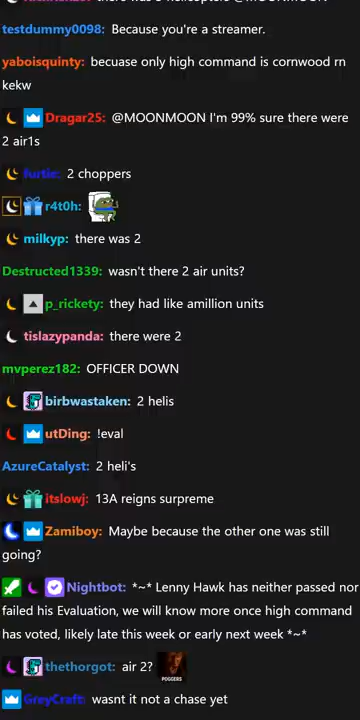 testdummy0098: Because you're a streamer.
yaboisquinty: becuase only high command is cornwood rn
kekw
Dragar25: @MOONMOON I'm 99% sure there were
2 air1s
furtie: 2 choppers
r4t0h:
milkyp: there was 2
Destructed1339: wasn't there 2 air units?
p_rickety: they had like amillion units
tislazypanda: there were 2
mvperez182: OFFICER DOWN
birbwastaken: 2 helis
utDing: !eval
AzureCatalyst: 2 heli's
itslowj: 13A reigns surpreme
Zamiboy: Maybe because the other one was still
going?
Nightbot: *~* Lenny Hawk has neither passed nor
failed his Evaluation, we will know more once high command
has voted, likely late this week or early next week *~*
thethorgot: air 2? POGGERS
GreyCraft: wasnt it not a chase yet